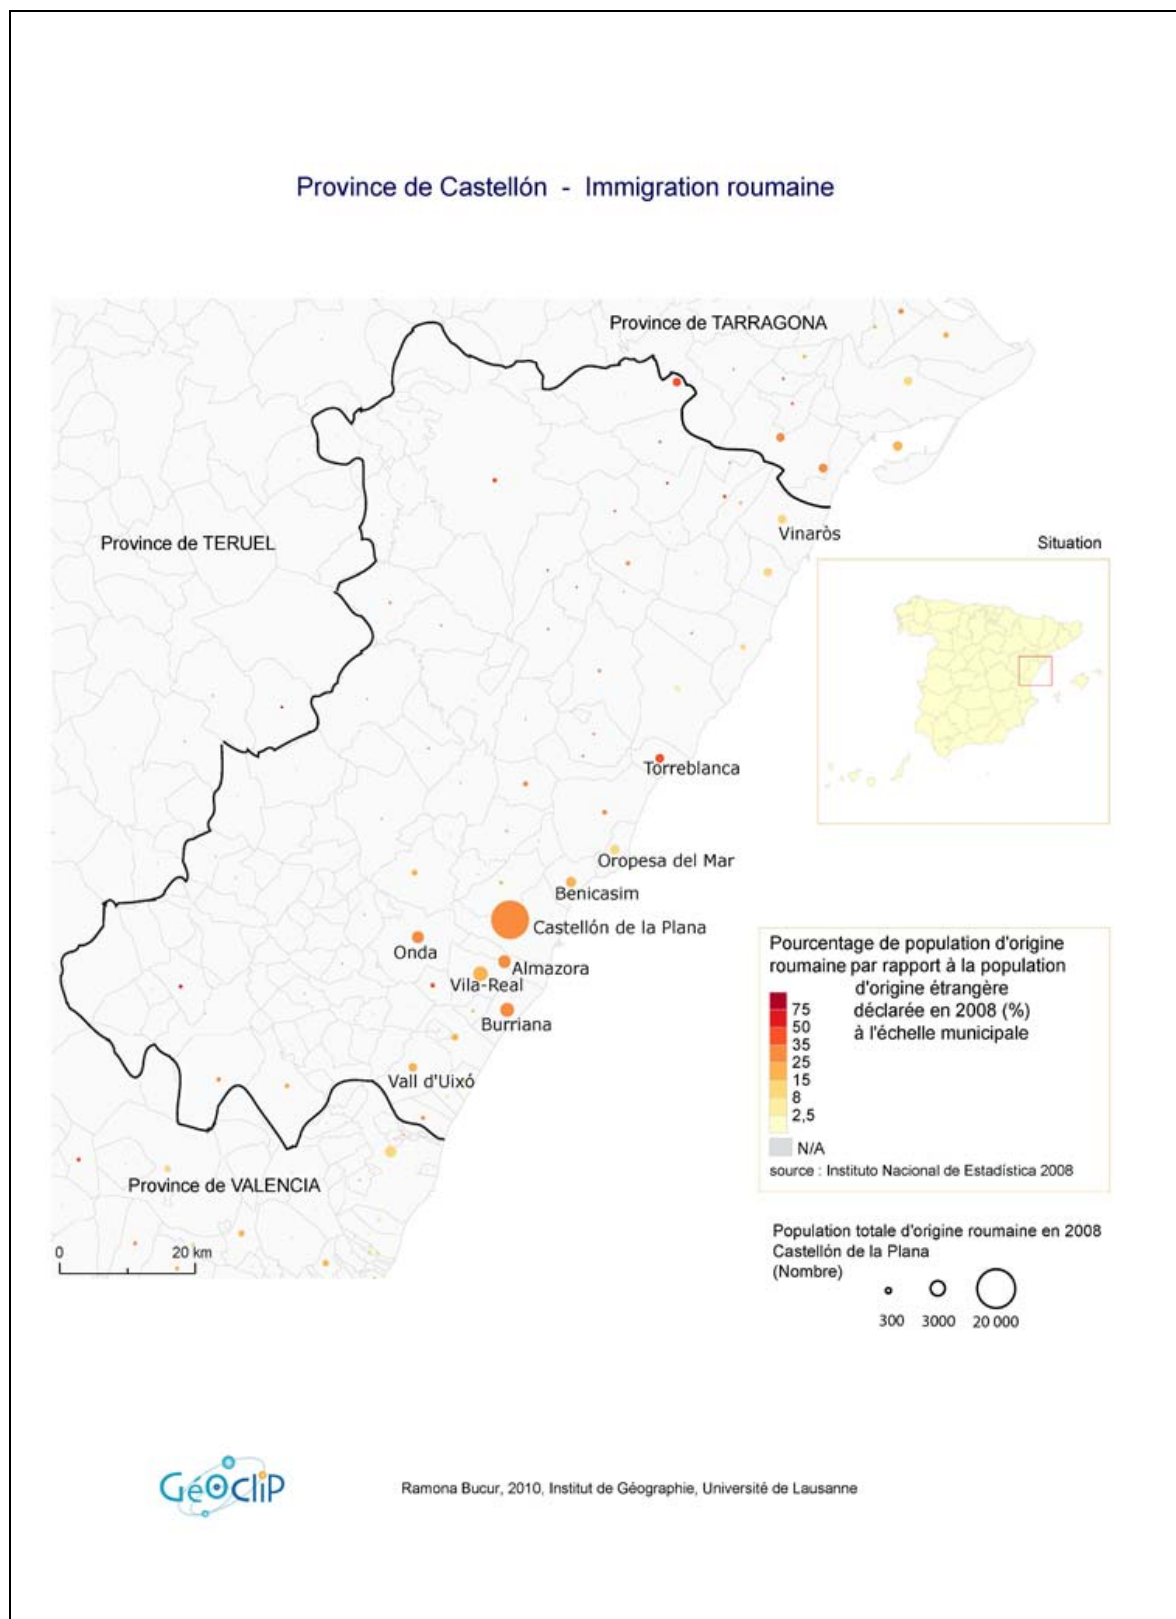 Province de Castellón - Immigration roumaine
Province de TARRAGONA
Province de TERUEL
Vinaròs
Situation
Torreblanca
Oropesa del Mar
Benicasim
Castellón de la Plana
Onda
Almazora
Vila-Real
Burriana
Vall d'Uixó
Province de VALENCIA
0 20 km
Pourcentage de population d'origine
roumaine par rapport à la population
d'origine étrangère
déclarée en 2008 (%)
à l'échelle municipale
75
50
35
25
15
8
2,5
N/A
source : Instituto Nacional de Estadística 2008
Population totale d'origine roumaine en 2008
Castellón de la Plana
(Nombre)
300 3000 20 000
GéOcliP
Ramona Bucur, 2010, Institut de Géographie, Université de Lausanne